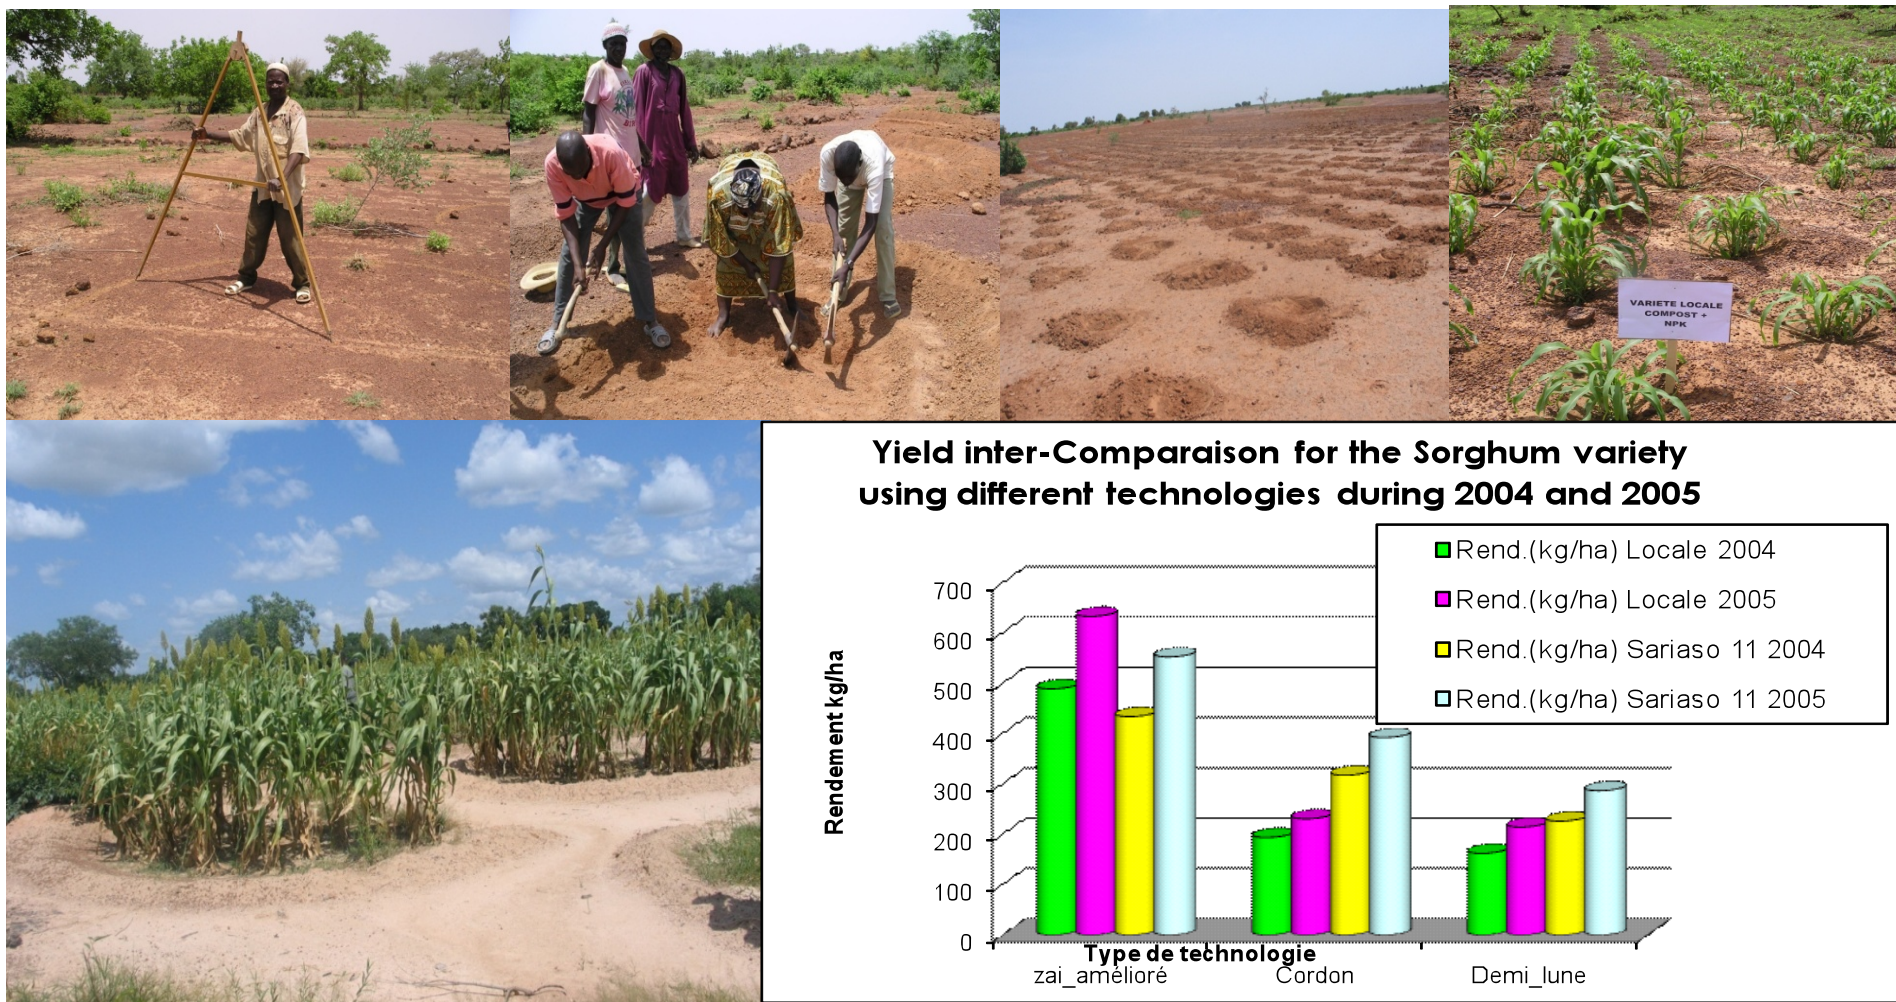 VARIETE LOCALE
COMPOST +
NPK
Yield inter-Comparaison for the Sorghum variety
using different technologies during 2004 and 2005
Rend.(kg/ha) Locale 2004
Rend.(kg/ha) Locale 2005
Rend.(kg/ha) Sariaso 11 2004
Rend.(kg/ha) Sariaso 11 2005
Rendement kg/ha
700
600
500
400
300
200
100
0
Type de technologie
zai_amélioré Cordon Demi_lune